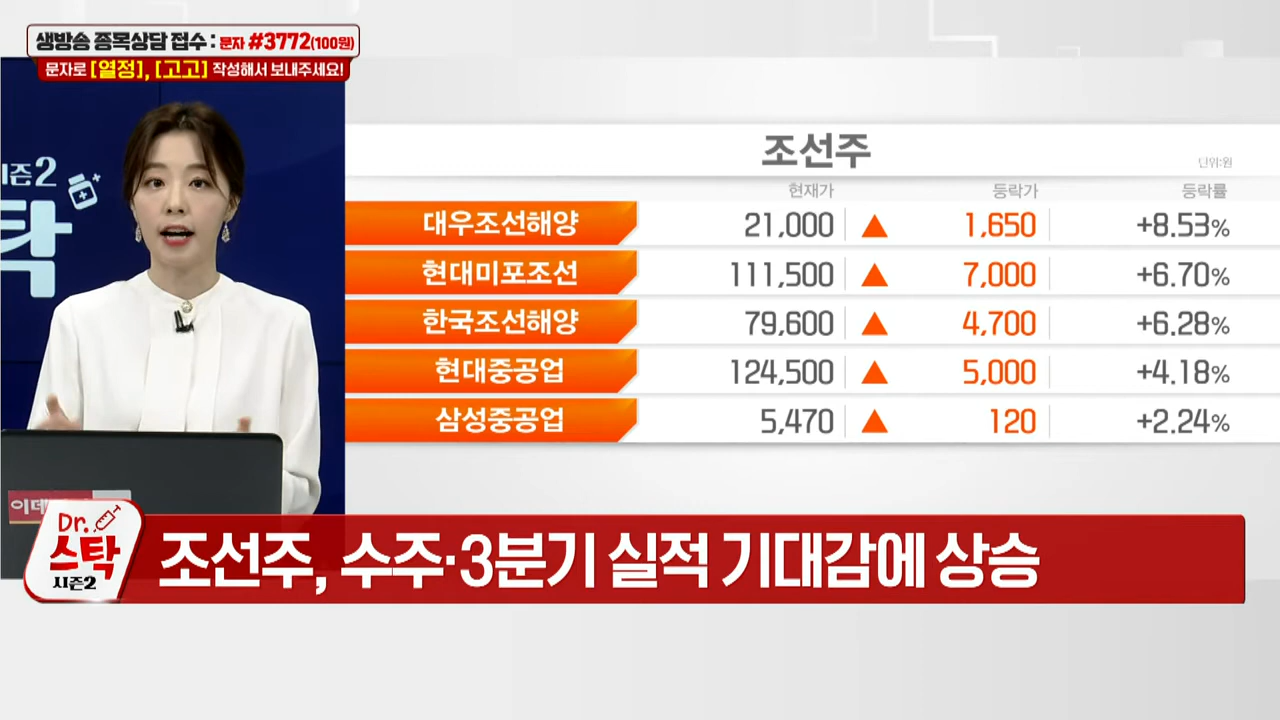 생방송 종목상담 접수 : 문자 #3772(100원)
문자로 [열정], [고고] 작성해서 보내주세요!
시즌2
탁
조선주
단위:원
현재가 등락가 등락률
대우조선해양 21,000 ▲ 1,650 +8.53%
현대미포조선 111,500 ▲ 7,000 +6.70%
한국조선해양 79,600 ▲ 4,700 +6.28%
현대중공업 124,500 ▲ 5,000 +4.18%
삼성중공업 5,470 ▲ 120 +2.24%
이데
Dr.
스탁
시즌2
조선주, 수주·3분기 실적 기대감에 상승